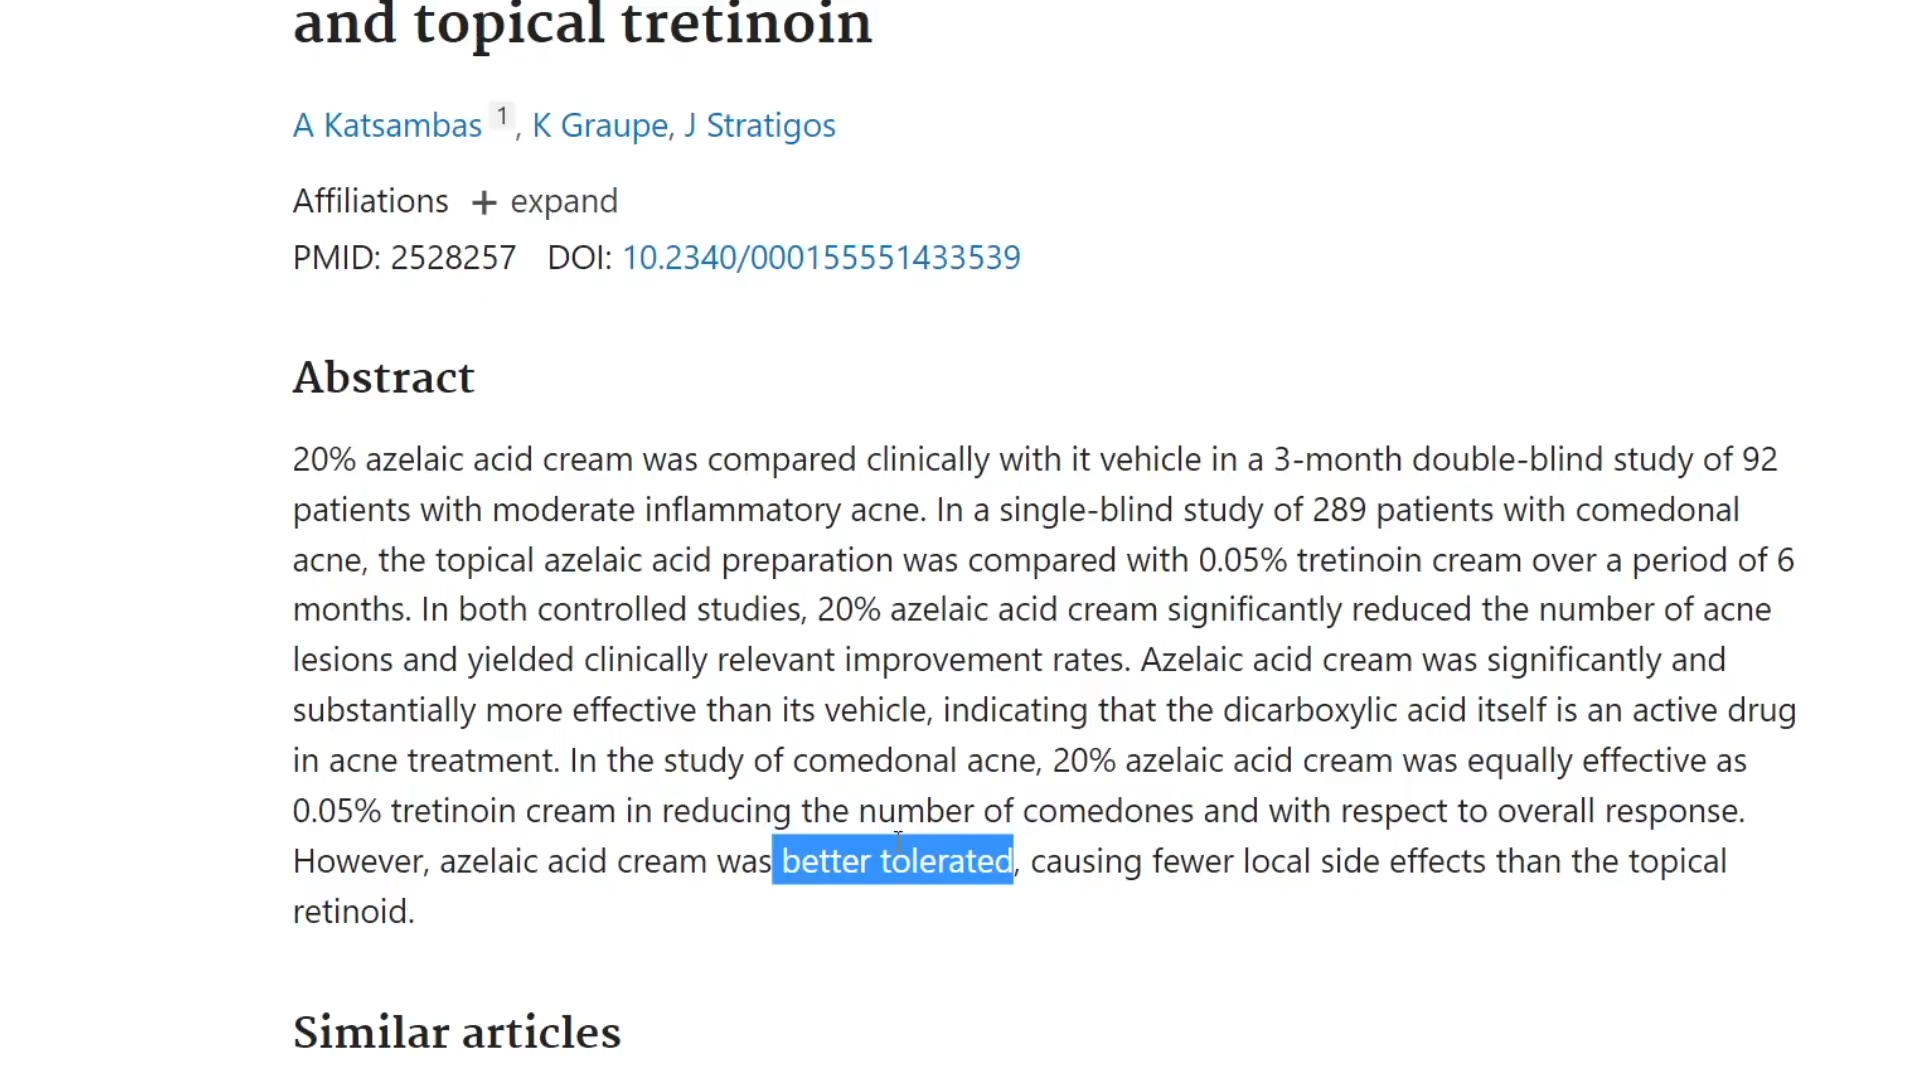 and topical tretinoin
A Katsambas 1, K Graupe, J Stratigos
Affiliations + expand
PMID: 2528257 DOI: 10.2340/000155551433539
Abstract
20% azelaic acid cream was compared clinically with it vehicle in a 3-month double-blind study of 92
patients with moderate inflammatory acne. In a single-blind study of 289 patients with comedonal
acne, the topical azelaic acid preparation was compared with 0.05% tretinoin cream over a period of 6
months. In both controlled studies, 20% azelaic acid cream significantly reduced the number of acne
lesions and yielded clinically relevant improvement rates. Azelaic acid cream was significantly and
substantially more effective than its vehicle, indicating that the dicarboxylic acid itself is an active drug
in acne treatment. In the study of comedonal acne, 20% azelaic acid cream was equally effective as
0.05% tretinoin cream in reducing the number of comedones and with respect to overall response.
However, azelaic acid cream was better tolerated, causing fewer local side effects than the topical
retinoid.
Similar articles